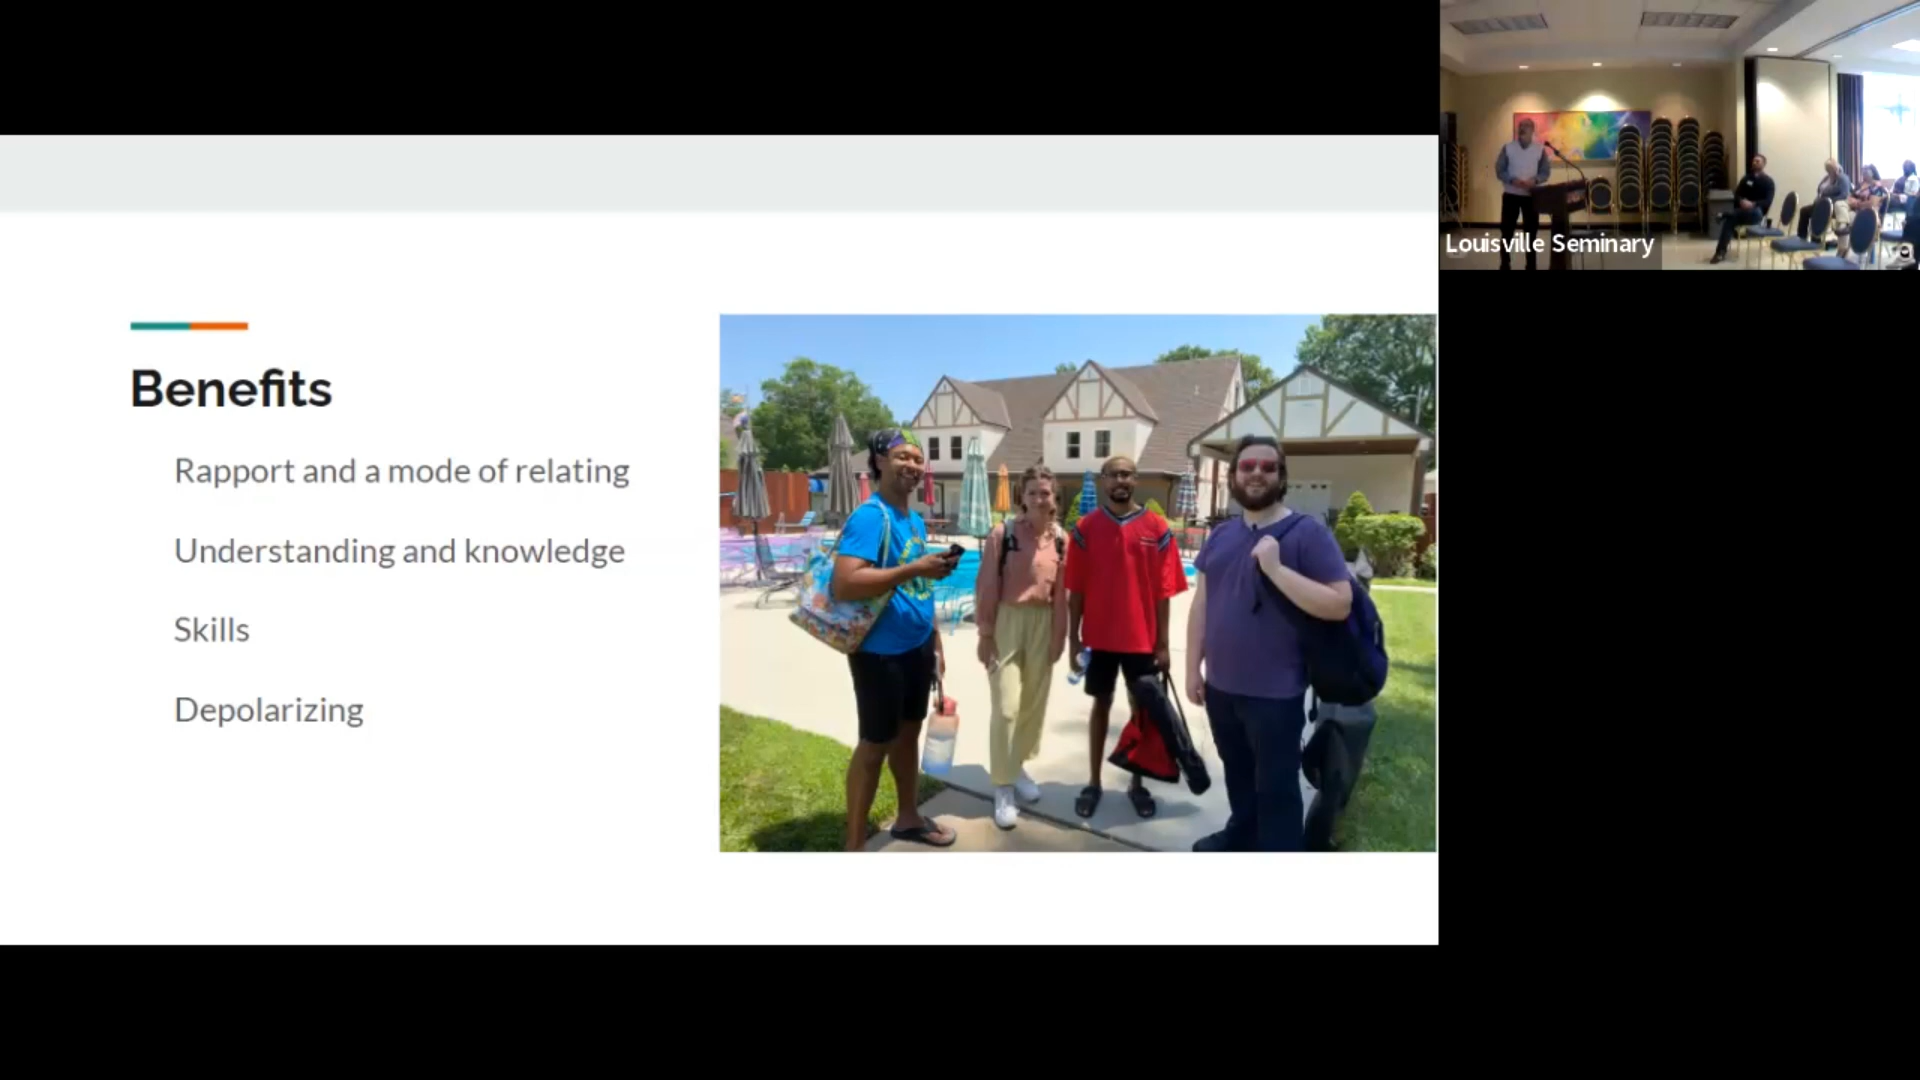 Louisville Seminary
Benefits
Rapport and a mode of relating
Understanding and knowledge
Skills
Depolarizing